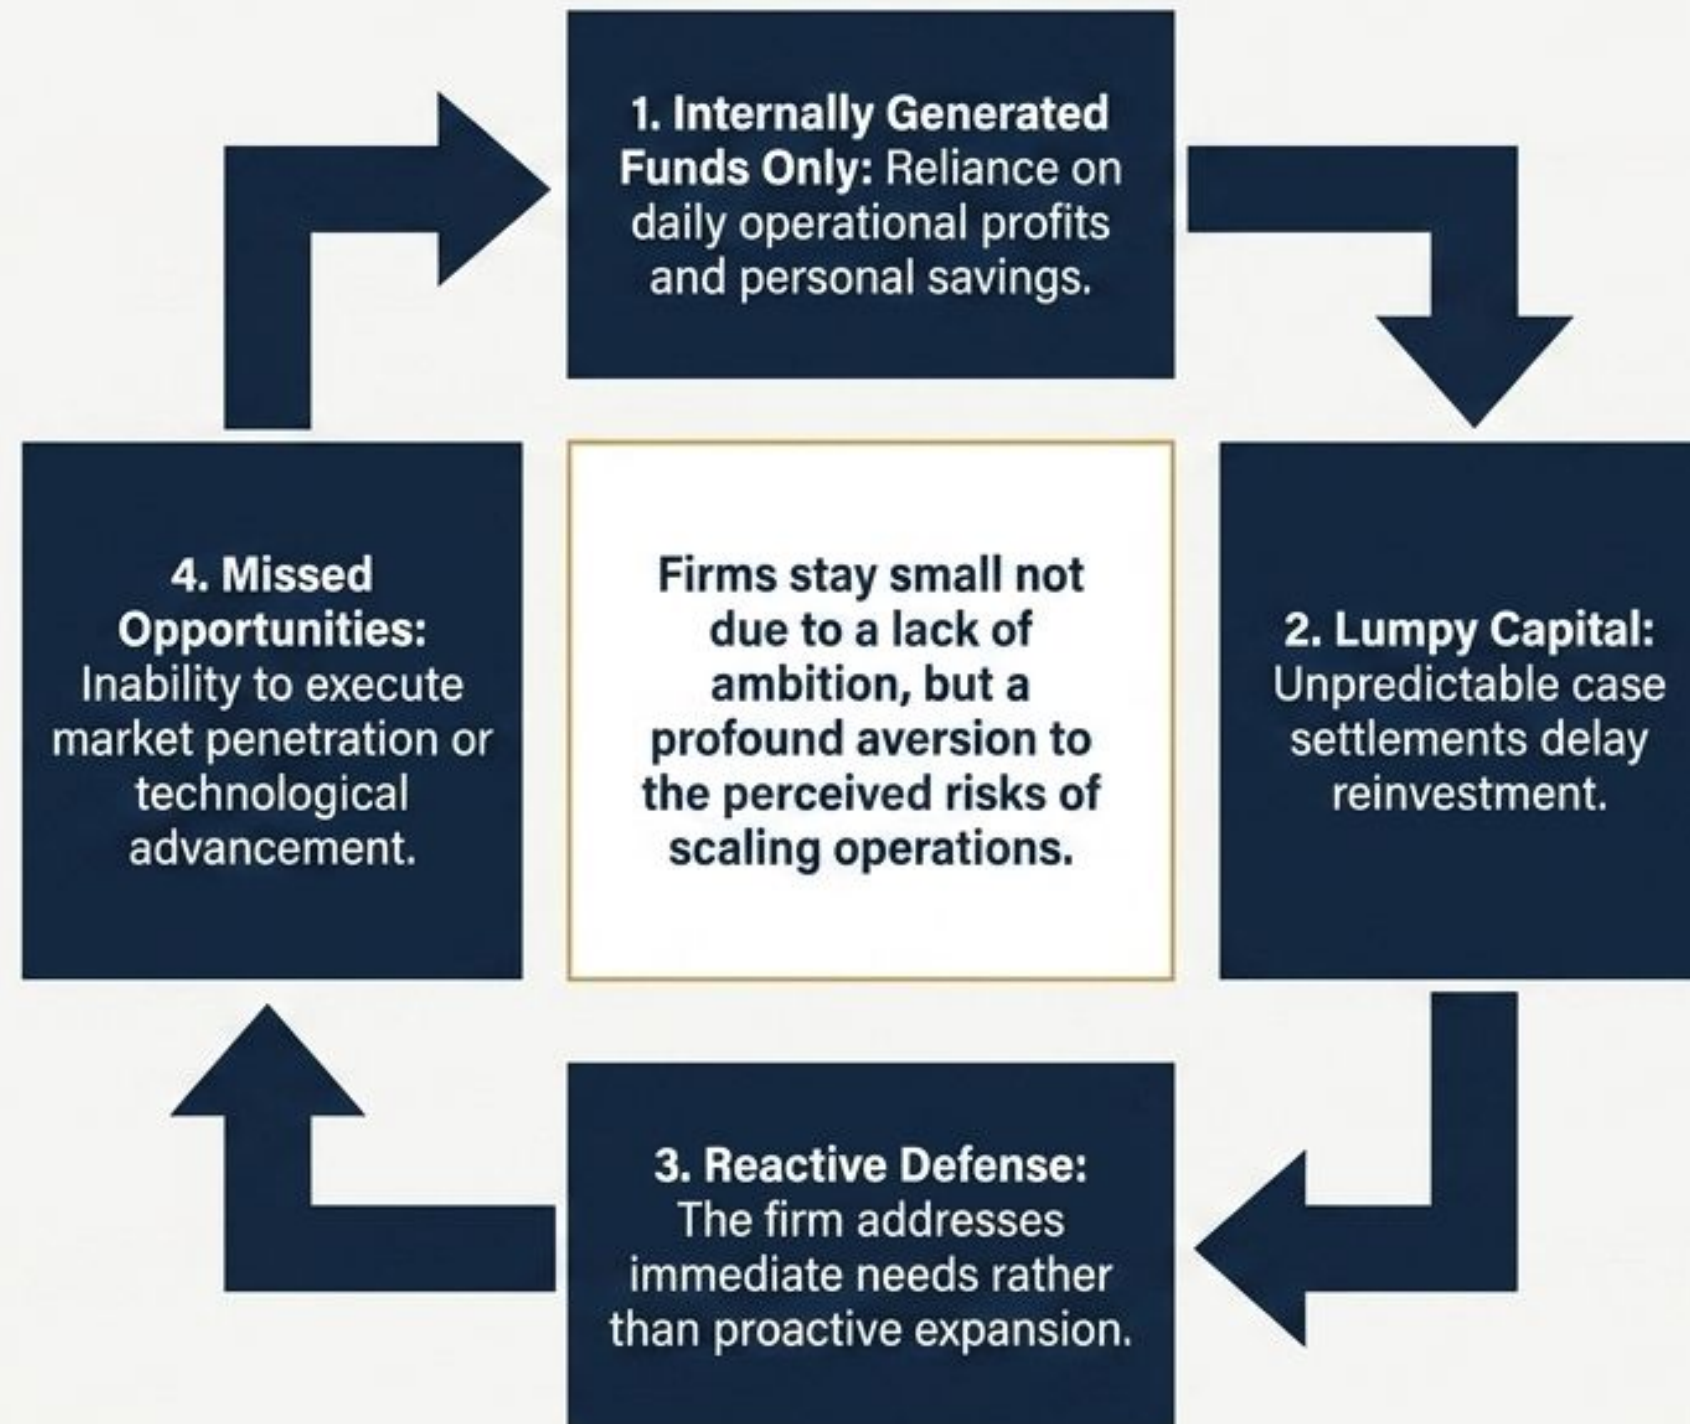 1. Internally Generated
Funds Only: Reliance on
daily operational profits
and personal savings.
2. Lumpy Capital:
Unpredictable case
settlements delay
reinvestment.
3. Reactive Defense:
The firm addresses
immediate needs rather
than proactive expansion.
4. Missed
Opportunities:
Inability to execute
market penetration or
technological
advancement.
Firms stay small not
due to a lack of
ambition, but a
profound aversion to
the perceived risks of
scaling operations.